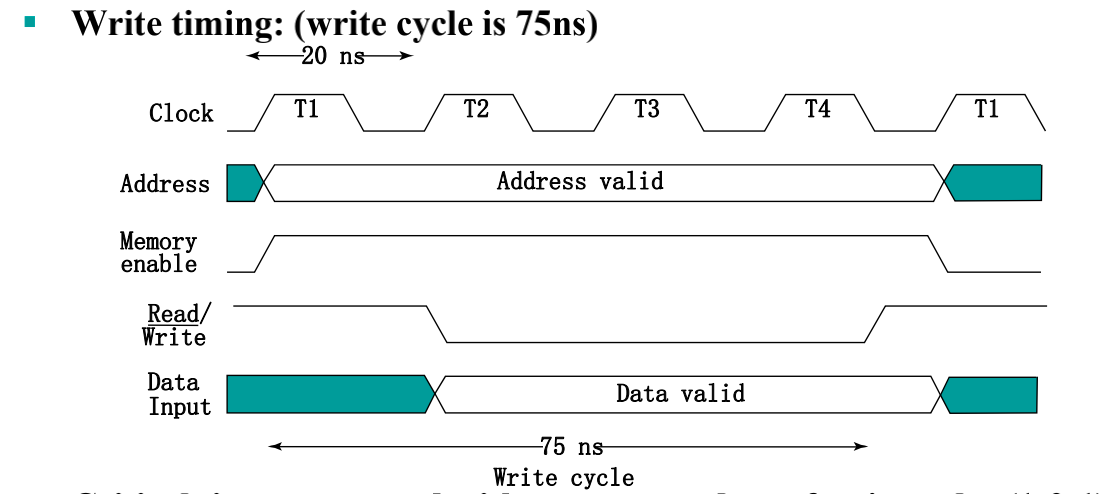 Write timing: (write cycle is 75ns)
20 ns
Clock T1 T2 T3 T4 T1
Address Address valid
Memory
enable
Read/
Write
Data
Input
Data valid
75 ns
Write cycle